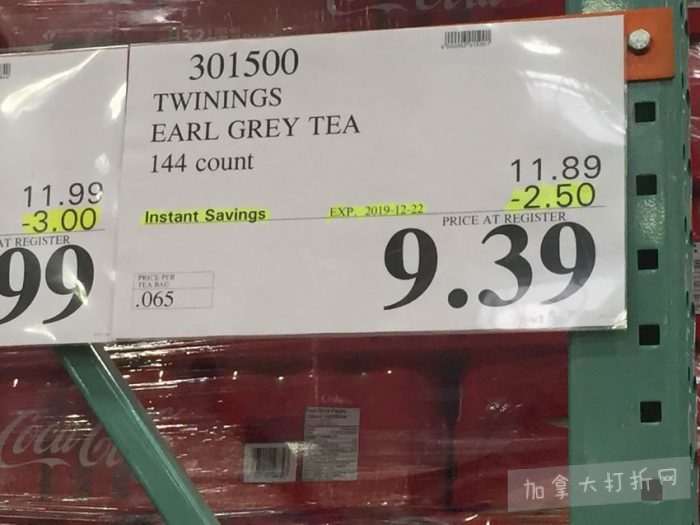 301500
TWININGS
EARL GREY TEA
144 count
11.89
-2.50
Instant Savings
EXP. 2019-12-22
PRICE AT REGISTER
9.39
PRICE PER
TEA BAG
.065
11.99
-3.00
AT REGISTER
99
Coca-Co
加拿大打折网